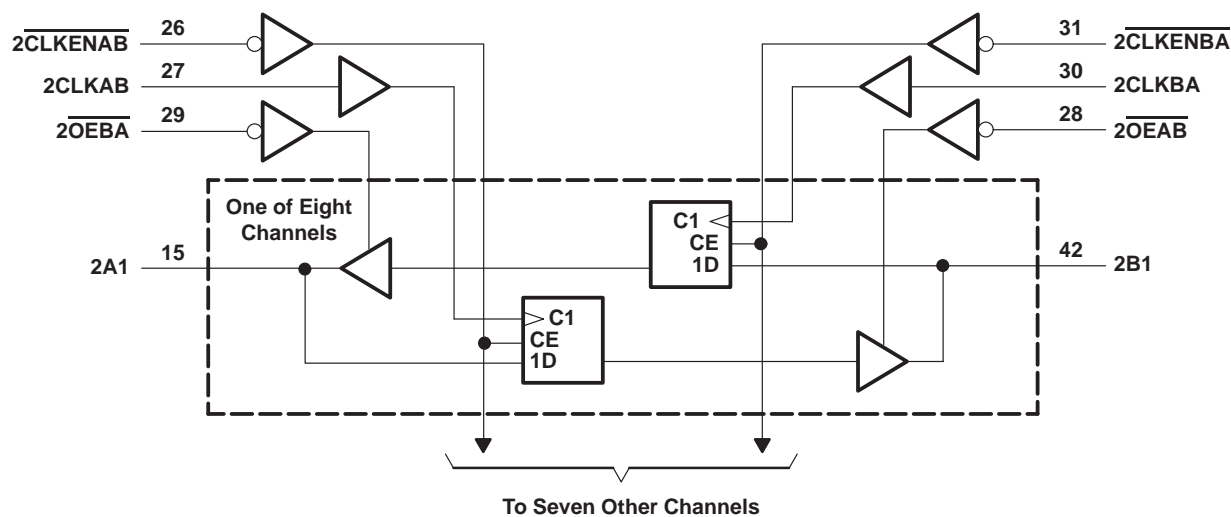 2CLKENAB 26
2CLKAB 27
2OEBA 29
31 2CLKENBA
30 2CLKBA
28 2OEAB
One of Eight
Channels
2A1 15
C1
CE
1D
42 2B1
C1
CE
1D
To Seven Other Channels